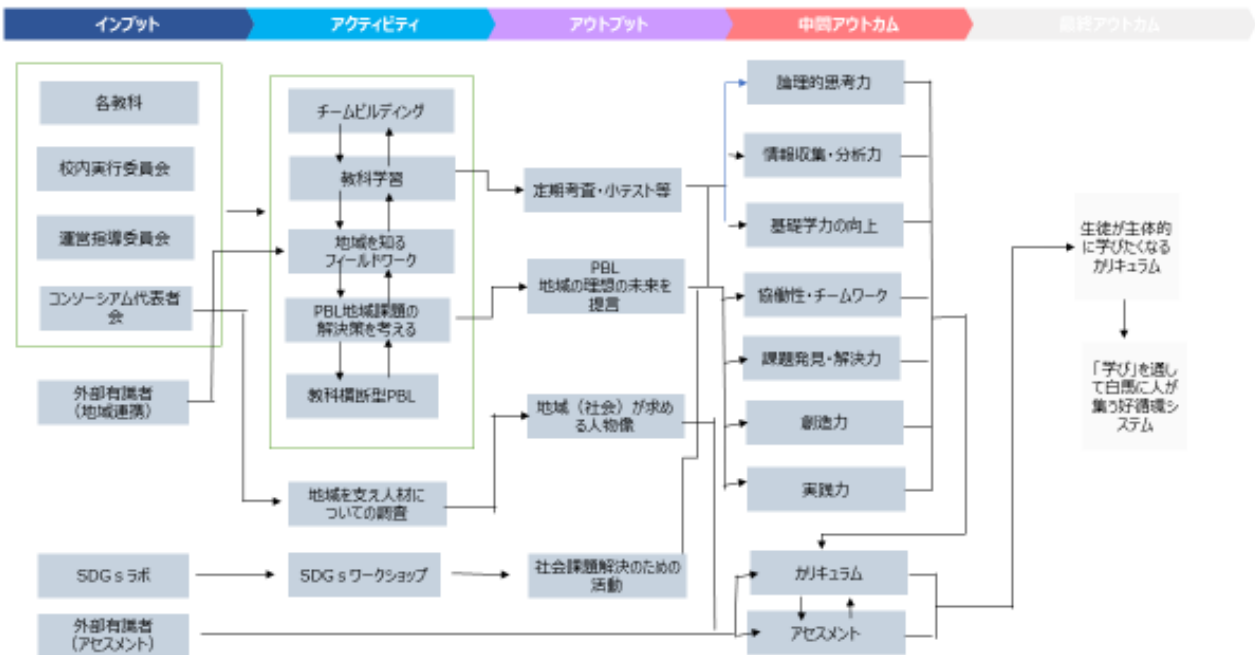 インプット
アクティビティ
アウトプット
中間アウトカム
最終アウトカム
各教科
校内実行委員会
運営指導委員会
コンソーシアム代表者
会
外部有識者
(地域連携)
SDGsラボ
外部有識者
(アセスメント)
チームビルディング
教科学習
地域を知る
フィールドワーク
PBL地域課題の
解決策を考える
教科横断型PBL
地域を支え人材に
ついての調査
SDGsワークショップ
定期考査・小テスト等
PBL
地域の理想の未来を
提言
地域（社会）が求め
る人物像
社会課題解決のための
活動
論理的思考力
情報収集・分析力
基礎学力の向上
協働性・チームワーク
課題発見・解決力
創造力
実践力
カリキュラム
アセスメント
生徒が主体的
に学びたくなる
カリキュラム
「学び」を通し
て白馬に人が
集う好循環シ
ステム